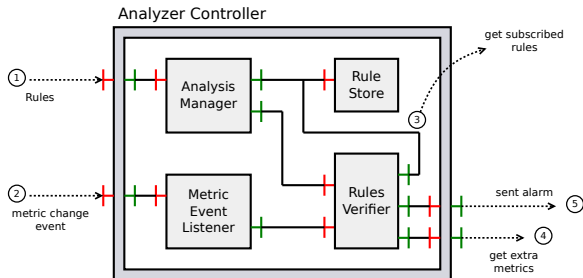 Analyzer Controller
get subscribed
rules
1
Rules
Analysis
Manager
Rule
Store
3
2
metric change
event
Metric
Event
Listener
Rules
Verifier
sent alarm
5
4
get extra
metrics